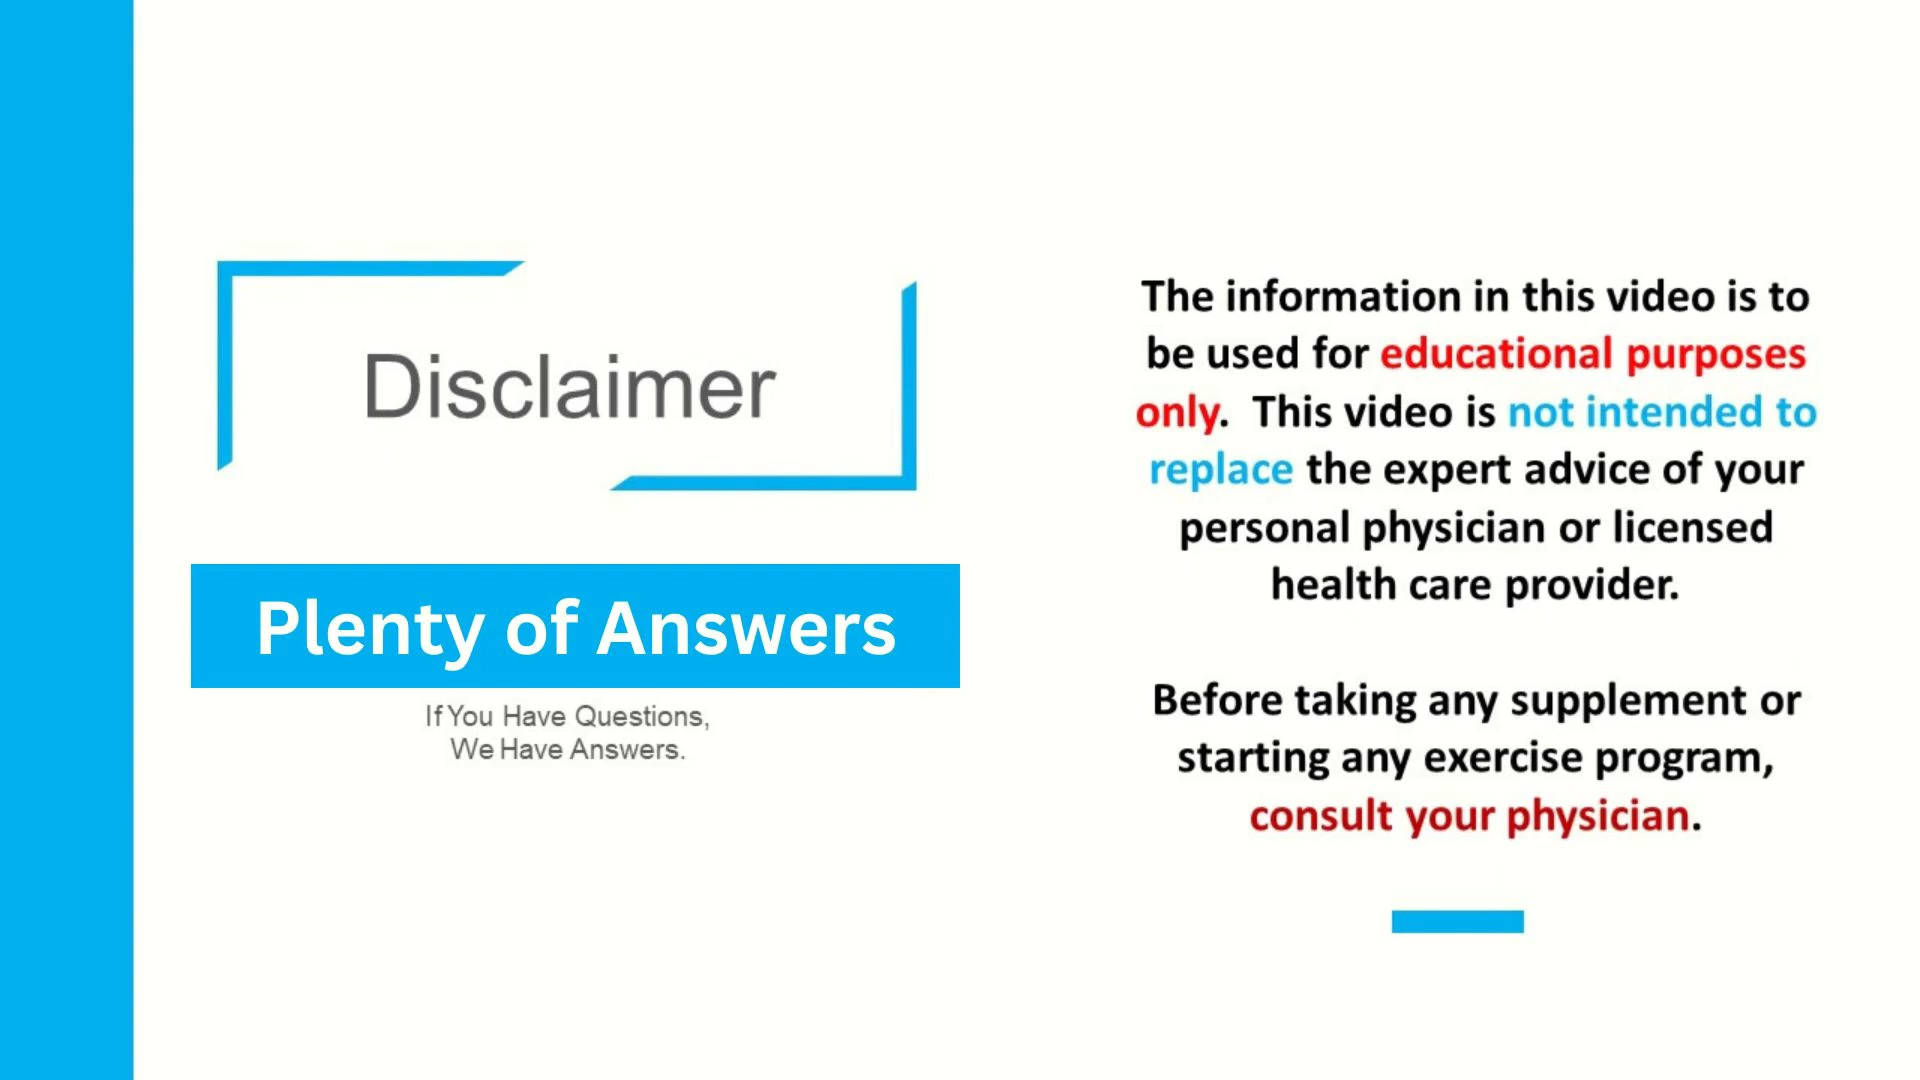 Disclaimer
Plenty of Answers
If You Have Questions,
We Have Answers.
The information in this video is to
be used for educational purposes
only.  This video is not intended to
replace the expert advice of your
personal physician or licensed
health care provider.
Before taking any supplement or
starting any exercise program,
consult your physician.